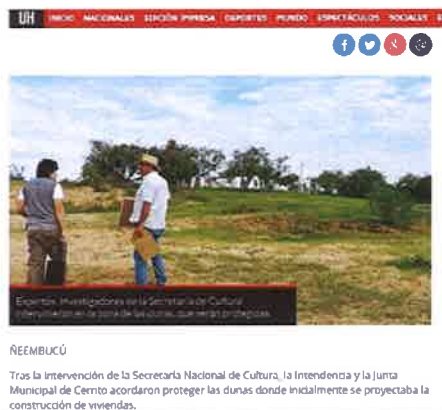 UH INICIO NACIONALES EDICIÓN IMPRESA DEPORTES MUNDO ESPECTÁCULOS SOCIALES
Expertos. Investigadores de la Secretaría de Cultura
intervinieron en la zona de las dunas, que serán protegidas.
ÑEEMBUCÚ
Tras la intervención de la Secretaría Nacional de Cultura, la Intendencia y la Junta
Municipal de Cerrito acordaron proteger las dunas donde inicialmente se proyectaba la
construcción de viviendas.